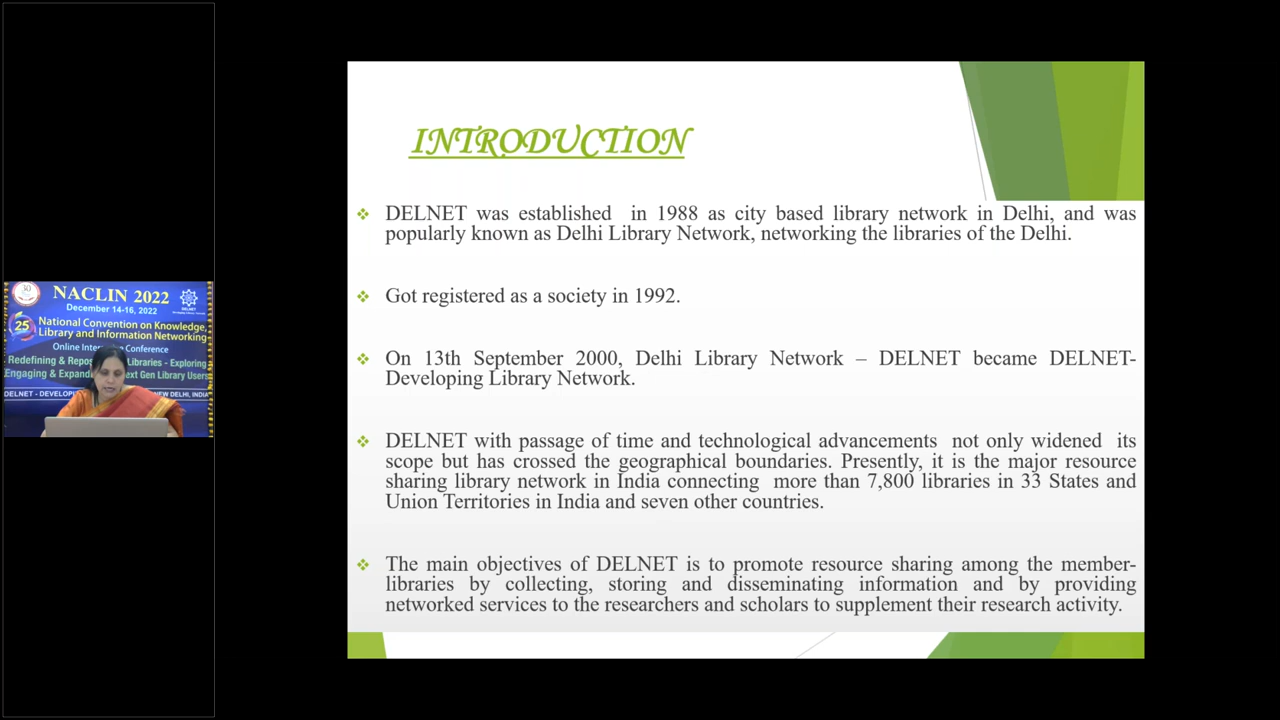 INTRODUCTION
❖ DELNET was established in 1988 as city based library network in Delhi, and was
popularly known as Delhi Library Network, networking the libraries of the Delhi.
❖ Got registered as a society in 1992.
❖ On 13th September 2000, Delhi Library Network – DELNET became DELNET-
Developing Library Network.
❖ DELNET with passage of time and technological advancements not only widened its
scope but has crossed the geographical boundaries. Presently, it is the major resource
sharing library network in India connecting more than 7,800 libraries in 33 States and
Union Territories in India and seven other countries.
❖ The main objectives of DELNET is to promote resource sharing among the member-
libraries by collecting, storing and disseminating information and by providing
networked services to the researchers and scholars to supplement their research activity.
NACLIN 2022
December 14-16, 2022
DELNET
25
National Convention on Knowledge,
Library and Information Networking
Online Conference
Redefining & Libraries - Exploring
Engaging & Next Gen Library Users
DELNET - NEW DELHI, INDIA